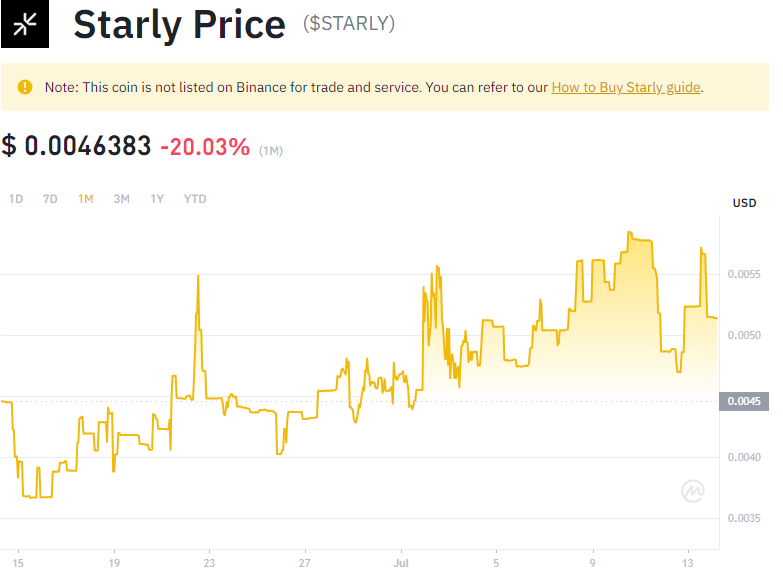 Starly Price ($STARLY)
Note: This coin is not listed on Binance for trade and service. You can refer to our How to Buy Starly guide.
$ 0.0046383 -20.03% (1M)
1D 7D 1M 3M 1Y YTD
USD
0.0055
0.0050
0.0045
0.0040
0.0035
15 19 23 27 Jul 5 9 13